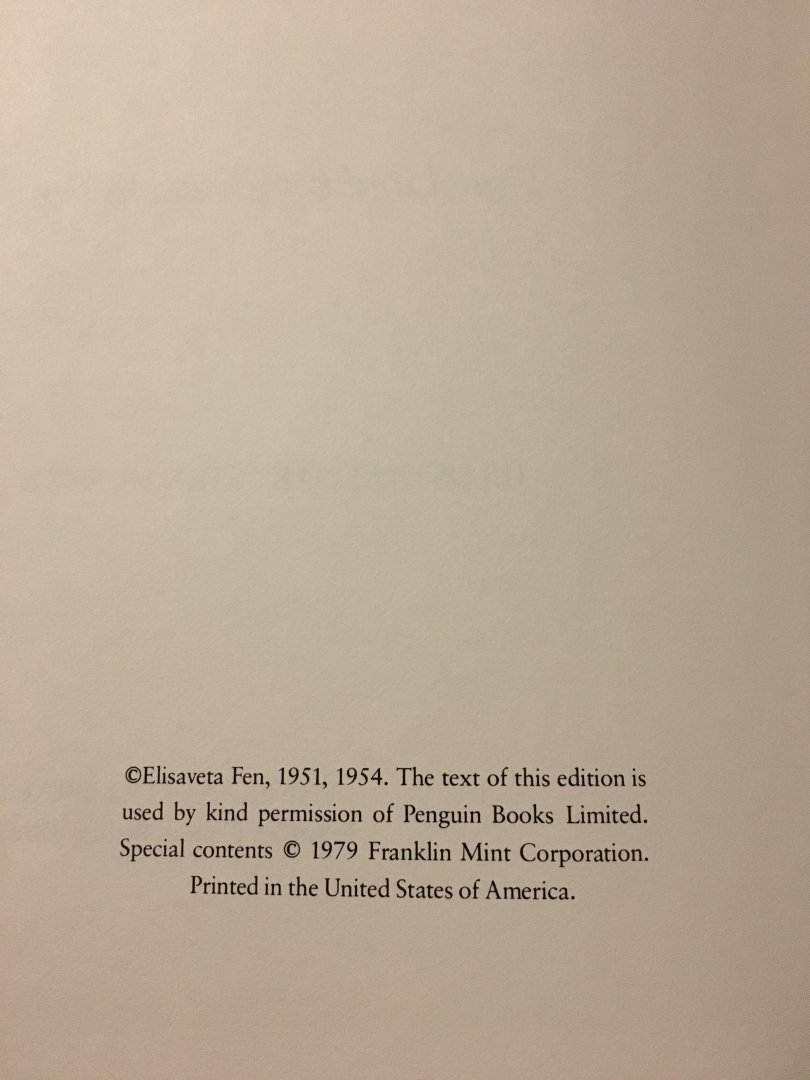 ©Elisaveta Fen, 1951, 1954. The text of this edition is
used by kind permission of Penguin Books Limited.
Special contents © 1979 Franklin Mint Corporation.
Printed in the United States of America.